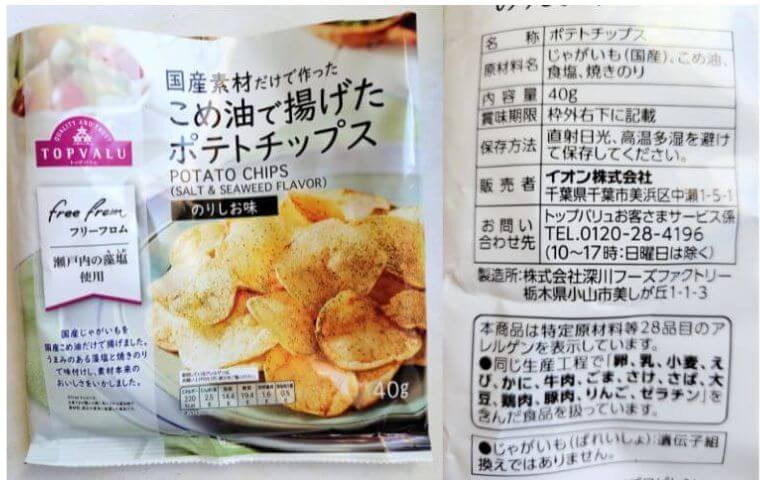 国産素材だけで作った
こめ油で揚げた
ポテトチップス
POTATO CHIPS
(SALT & SEAWEED FLAVOR)
のりしお味
QUALITY AND TRUST
TOPVALU
トップバリュ
free from
フリーフロム
瀬戸内の藻塩
使用
国産じゃがいもを
国産こめ油だけで揚げました。
うまみのある藻塩と焼きのり
で味付けし、素材本来の
おいしさをいかしました。
40g
名称 ポテトチップス
原材料名 じゃがいも(国産)、こめ油、
食塩、焼きのり
内容量 40g
賞味期限 枠外右下に記載
保存方法 直射日光、高温多湿を避け
て保存してください。
販売者 イオン株式会社
千葉県千葉市美浜区中瀬1-5-1
お問い合わせ先 トップバリュお客さまサービス係
TEL.0120-28-4196
(10〜17時:日曜日は除く)
製造所:株式会社深川フーズファクトリー
栃木県小山市美しが丘1-1-3
本商品は特定原材料等28品目のア
レルゲンを表示しています。
●同じ生産工程で「卵、乳、小麦、え
び、かに、牛肉、ごま、さけ、さば、大
豆、鶏肉、豚肉、りんご、ゼラチン」を
含んだ食品を扱っています。
●じゃがいも(ばれいしょ):遺伝子組
換えではありません。